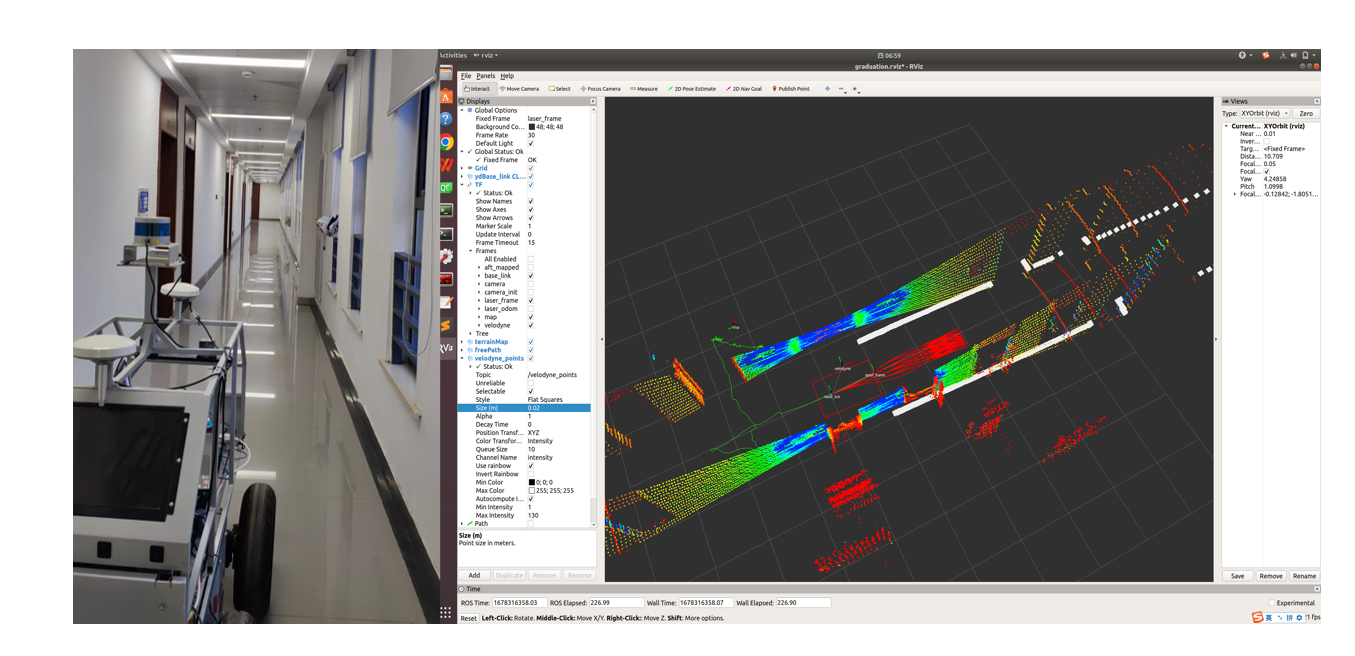 Activities
rviz
06:59
graduation.rviz* - RViz
File Panels Help
Interact Move Camera Select Focus Camera Measure 2D Pose Estimate 2D Nav Goal Publish Point
Displays
Global Options
Fixed Frame laser_frame
Background Co... 48; 48; 48
Frame Rate 30
Default Light
Global Status: Ok
Fixed Frame OK
Grid
ydBase_link CL...
TF
Status: Ok
Show Names
Show Axes
Show Arrows
Marker Scale 1
Update Interval 0
Frame Timeout 15
Frames
All Enabled
aft_mapped
base_link
camera
camera_init
laser_frame
laser_odom
map
velodyne
Tree
terrainMap
freePath
velodyne_points
Status: Ok
Topic /velodyne_points
Unreliable
Selectable
Style Flat Squares
Size (m) 0.02
Alpha 1
Decay Time 0
Position Transf... XYZ
Color Transfor... Intensity
Queue Size 10
Channel Name intensity
Use rainbow
Invert Rainbow
Min Color 0; 0; 0
Max Color 255; 255; 255
Autocompute I...
Min Intensity 1
Max Intensity 130
Path
Size (m)
Point size in meters.
Add Duplicate Remove Rename
velodyne
Views
Type: XYOrbit (rviz) Zero
Current... XYOrbit (rviz)
Near ... 0.01
Inver...
Targ... <Fixed Frame>
Dista... 10.709
Focal... 0.05
Focal...
Yaw 4.24858
Pitch 1.0998
Focal... -0.12842; -1.8051...
Save Remove Rename
Time
ROS Time: 1678316358.03 ROS Elapsed: 226.99 Wall Time: 1678316358.07 Wall Elapsed: 226.90 Experimental
Reset Left-Click: Rotate. Middle-Click: Move X/Y. Right-Click:: Move Z. Shift: More options.
英 拼